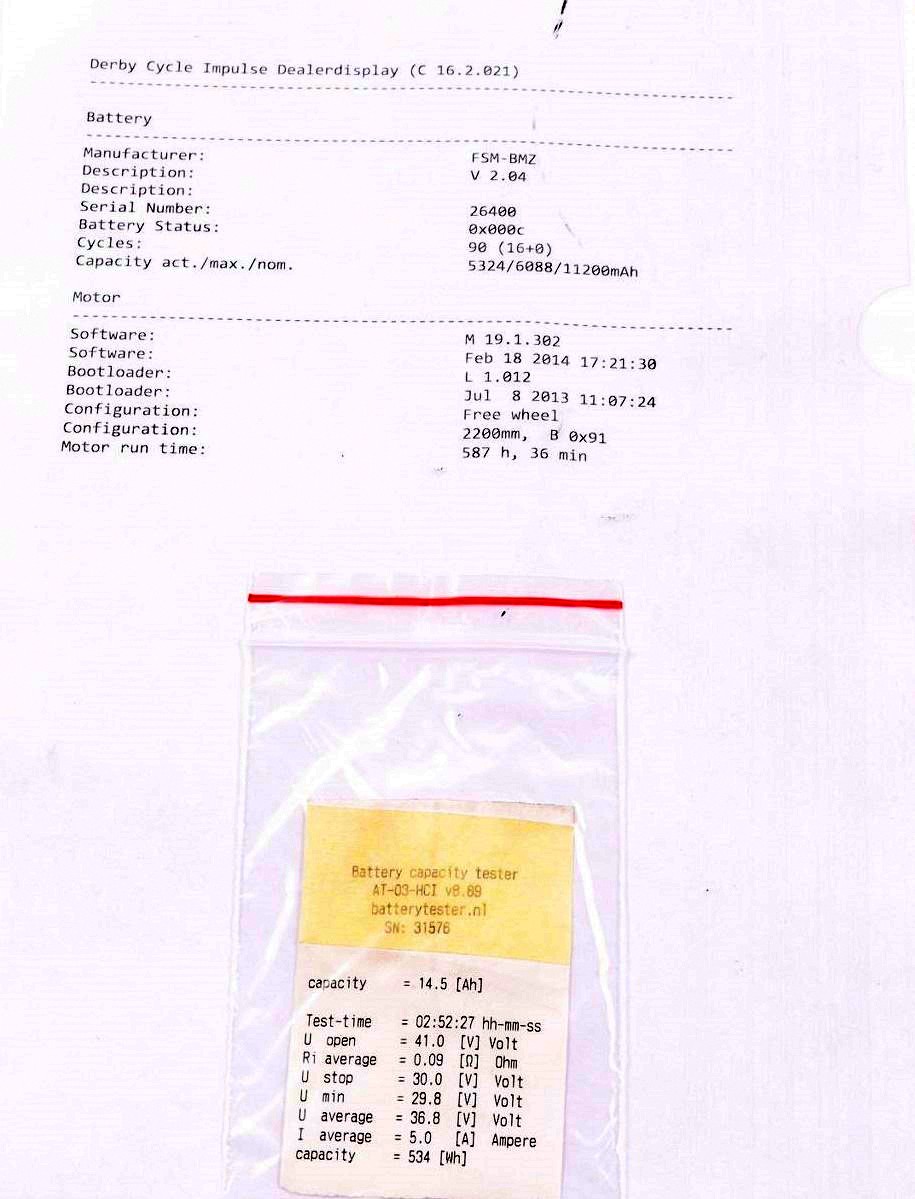 Derby Cycle Impulse Dealerdisplay (C 16.2.021)
Battery
Manufacturer: FSM-BMZ
Description: V 2.04
Description:
Serial Number: 26400
Battery Status: 0x000c
Cycles: 90 (16+0)
Capacity act./max./nom. 5324/6088/11200mAh
Motor
Software: M 19.1.302
Software: Feb 18 2014 17:21:30
Bootloader: L 1.012
Bootloader: Jul 8 2013 11:07:24
Configuration: Free wheel
Configuration: 2200mm, B 0x91
Motor run time: 587 h, 36 min
Battery capacity tester
AT-03-HCI
batterytester.nl
SN: 31576
capacity = 14.5 [Ah]
Test-time = 02:52:27 hh-mm-ss
U open = 41.0 [V] Volt
Ri average = 0.09 [Ω] Ohm
U stop = 30.0 [V] Volt
U min = 29.8 [V] Volt
U average = 36.8 [V] Volt
I average = 5.0 [A] Ampere
capacity = 534 [Wh]